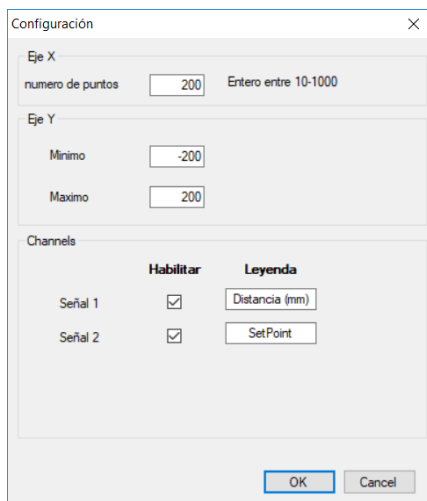 Configuración
Eje X
numero de puntos 200 Entero entre 10-1000
Eje Y
Minimo -200
Maximo 200
Channels
Habilitar Leyenda
Señal 1 Distancia (mm)
Señal 2 SetPoint
OK Cancel